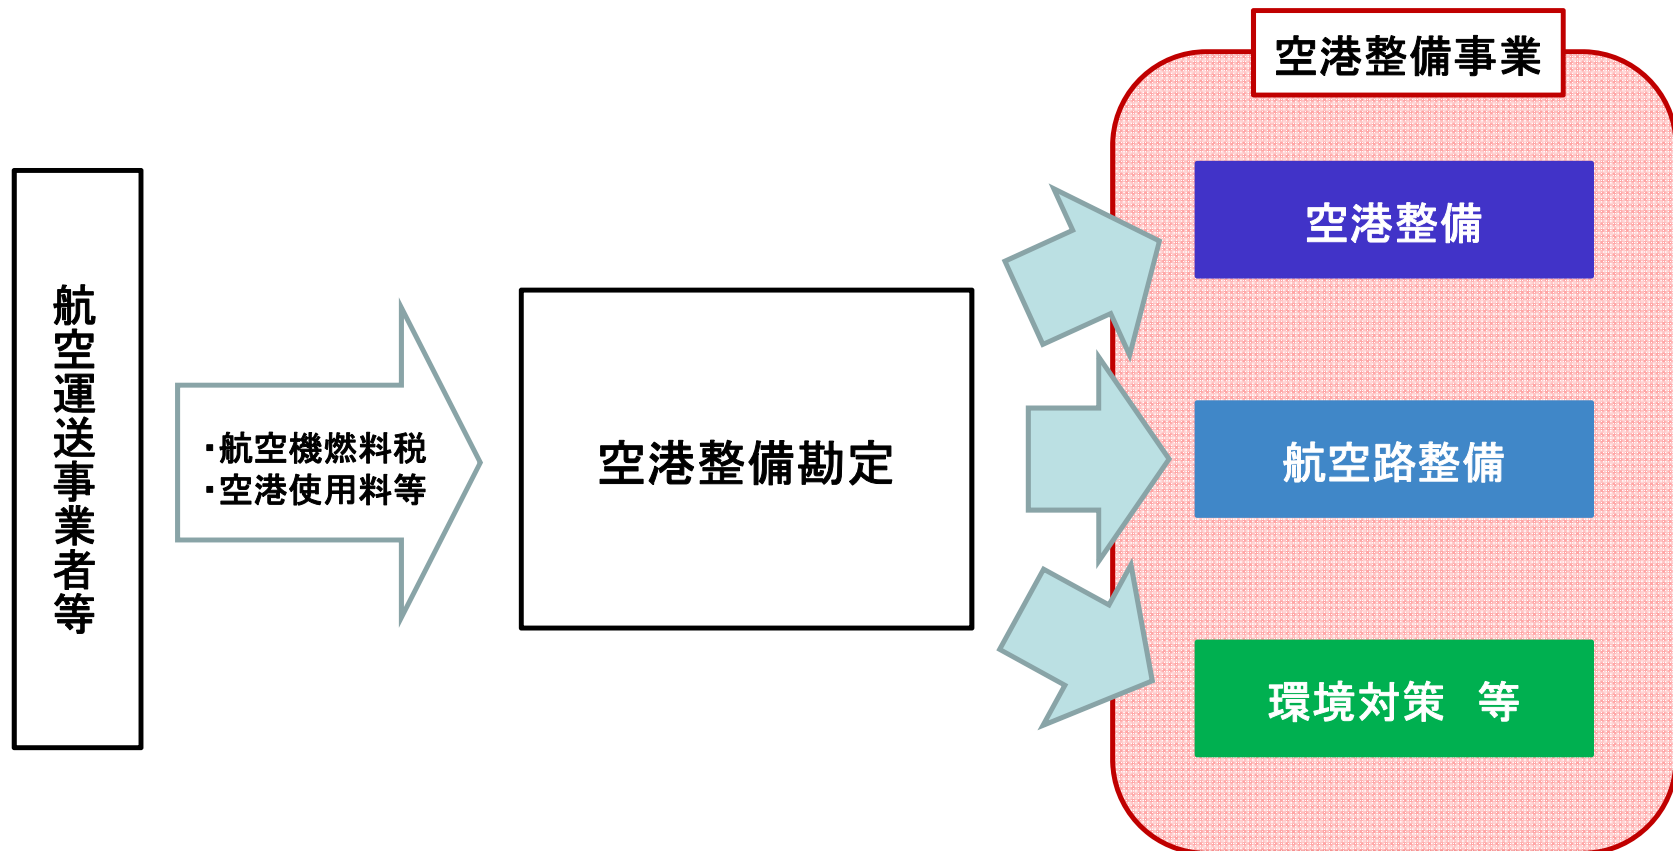 空港整備事業
航空運送事業者等
・航空機燃料税
・空港使用料等
空港整備勘定
空港整備
航空路整備
環境対策　等